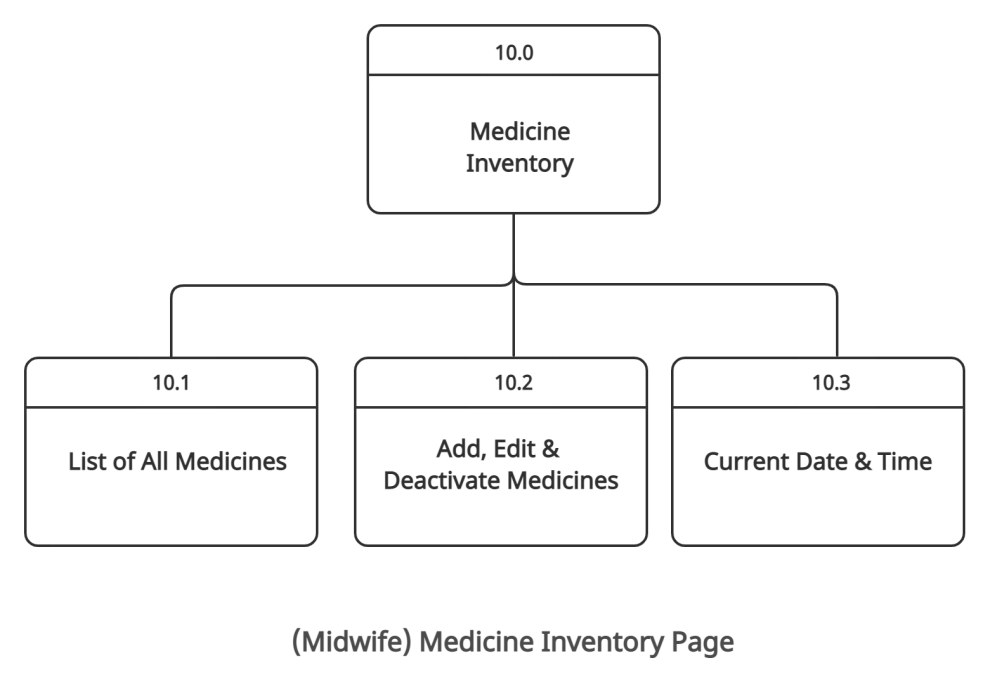 10.0
Medicine
Inventory
10.1
List of All Medicines
10.2
Add, Edit &
Deactivate Medicines
10.3
Current Date & Time
(Midwife) Medicine Inventory Page